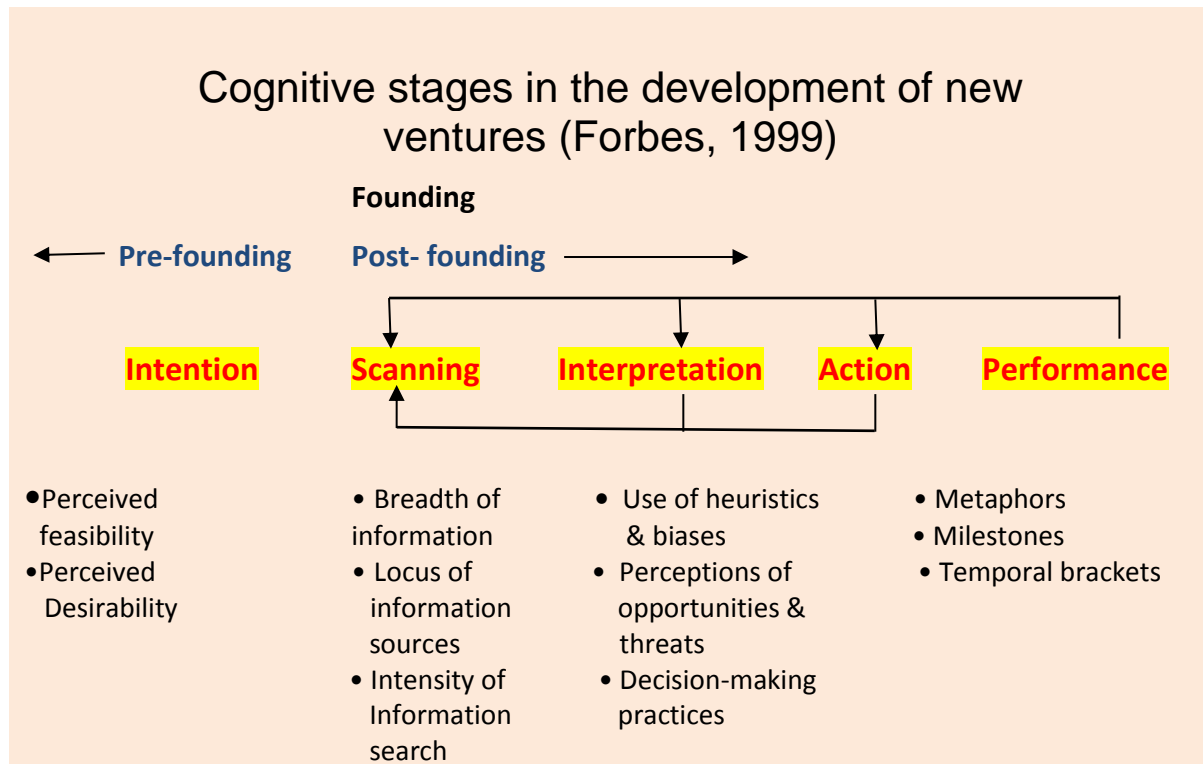 Cognitive stages in the development of new
ventures (Forbes, 1999)
Founding
Pre-founding Post- founding
Intention Scanning Interpretation Action Performance
•Perceived
feasibility
•Perceived
Desirability
• Breadth of
information
• Locus of
information
sources
• Intensity of
Information
search
• Use of heuristics
& biases
• Perceptions of
opportunities &
threats
• Decision-making
practices
• Metaphors
• Milestones
• Temporal brackets